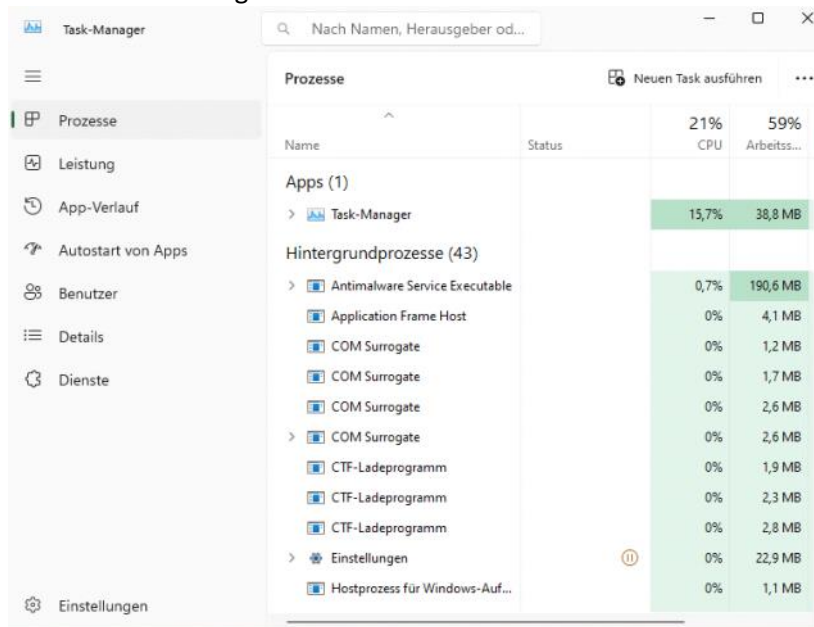 Task-Manager
Nach Namen, Herausgeber od...
Prozesse
Neuen Task ausführen
Prozesse
Leistung
App-Verlauf
Autostart von Apps
Benutzer
Details
Dienste
Einstellungen
21% 59%
Name Status CPU Arbeitss...
Apps (1)
Task-Manager 15,7% 38,8 MB
Hintergrundprozesse (43)
Antimalware Service Executable 0,7% 190,6 MB
Application Frame Host 0% 4,1 MB
COM Surrogate 0% 1,2 MB
COM Surrogate 0% 1,7 MB
COM Surrogate 0% 2,6 MB
COM Surrogate 0% 2,6 MB
CTF-Ladeprogramm 0% 1,9 MB
CTF-Ladeprogramm 0% 2,3 MB
CTF-Ladeprogramm 0% 2,8 MB
Einstellungen 0% 22,9 MB
Hostprozess für Windows-Auf... 0% 1,1 MB